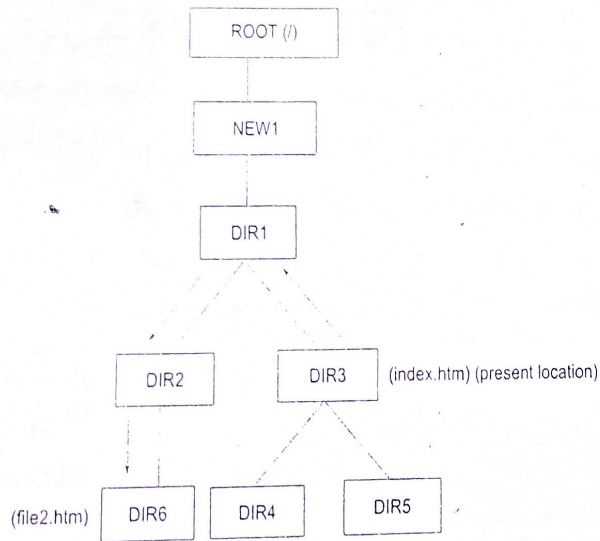 ROOT (/)
NEW1
DIR1
DIR2
DIR3
(index.htm) (present location)
(file2.htm)
DIR6
DIR4
DIR5